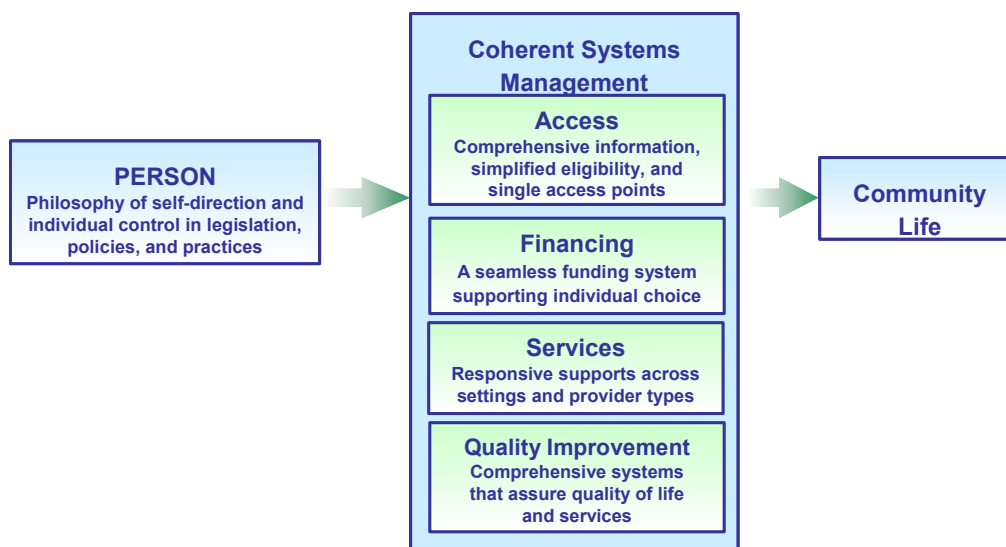 PERSON
Philosophy of self-direction and
individual control in legislation,
policies, and practices
Coherent Systems
Management
Access
Comprehensive information,
simplified eligibility, and
single access points
Financing
A seamless funding system
supporting individual choice
Services
Responsive supports across
settings and provider types
Quality Improvement
Comprehensive systems
that assure quality of life
and services
Community
Life